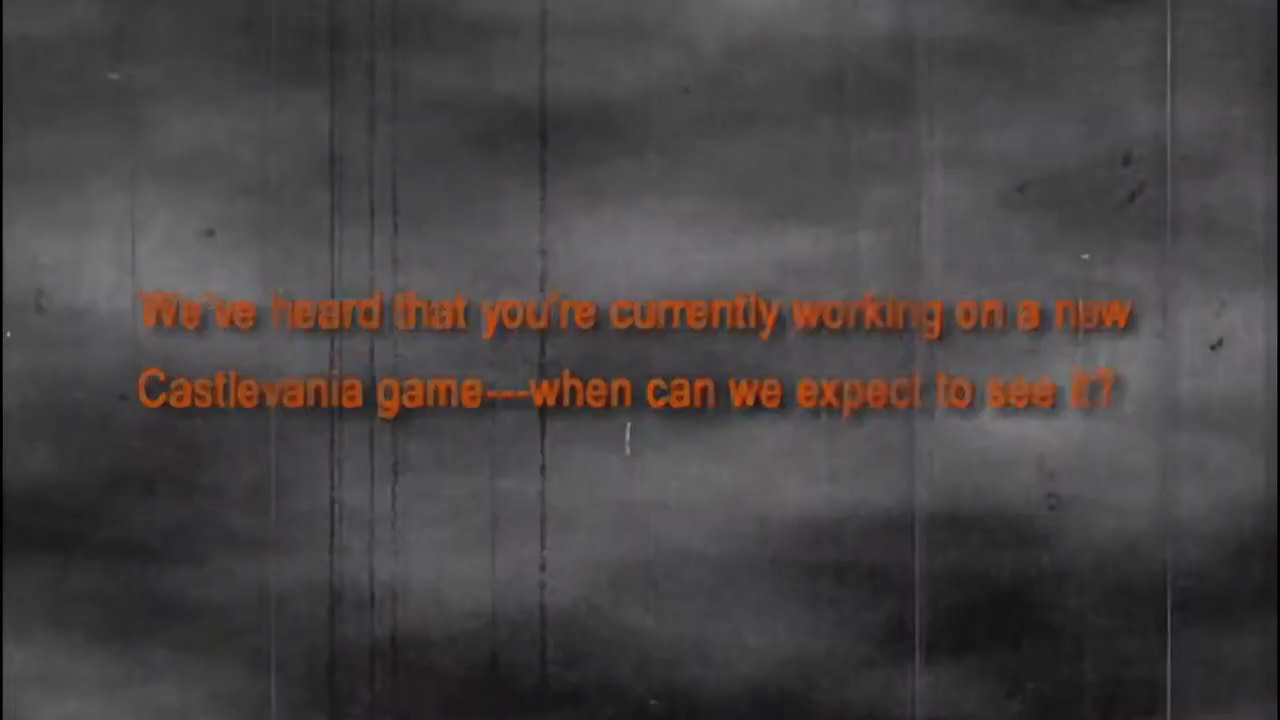 We've heard that you're currently working on a new
Castlevania game---when can we expect to see it?